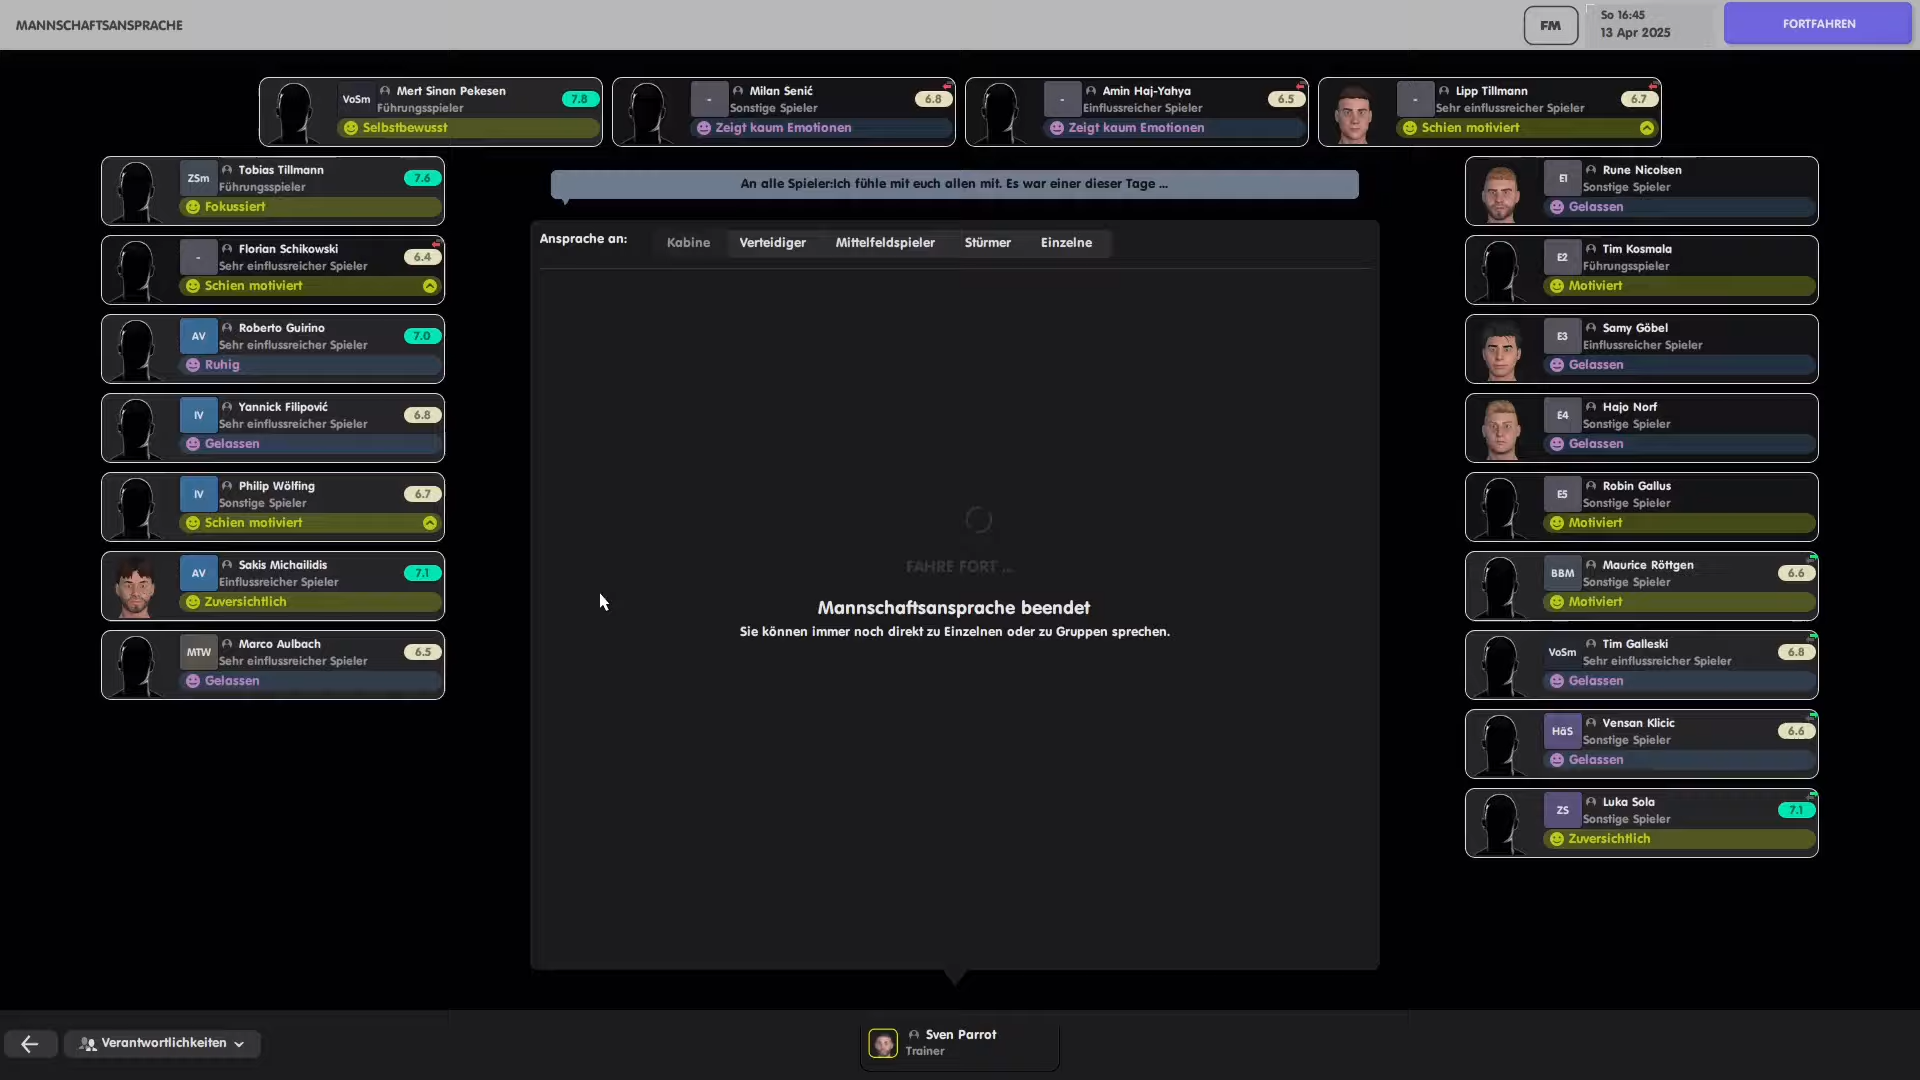 MANNSCHAFTSANSPRACHE
FM
So 16:45
13 Apr 2025
FORTFAHREN
VoSm
Mert Sinan Pekesen
Führungsspieler
7.8
Selbstbewusst
-
Milan Senić
Sonstige Spieler
6.8
Zeigt kaum Emotionen
-
Amin Haj-Yahya
Einflussreicher Spieler
6.5
Zeigt kaum Emotionen
-
Lipp Tillmann
Sehr einflussreicher Spieler
6.7
Schien motiviert
ZSm
Tobias Tillmann
Führungsspieler
7.6
Fokussiert
-
Florian Schikowski
Sehr einflussreicher Spieler
6.4
Schien motiviert
AV
Roberto Guirino
Sehr einflussreicher Spieler
7.0
Ruhig
IV
Yannick Filipović
Sehr einflussreicher Spieler
6.8
Gelassen
IV
Philip Wölfing
Sonstige Spieler
6.7
Schien motiviert
AV
Sakis Michailidis
Einflussreicher Spieler
7.1
Zuversichtlich
MTW
Marco Aulbach
Sehr einflussreicher Spieler
6.5
Gelassen
An alle Spieler:Ich fühle mit euch allen mit. Es war einer dieser Tage ...
Ansprache an:
Kabine
Verteidiger
Mittelfeldspieler
Stürmer
Einzelne
FAHRE FORT ...
Mannschaftsansprache beendet
Sie können immer noch direkt zu Einzelnen oder zu Gruppen sprechen.
E1
Rune Nicolsen
Sonstige Spieler
Gelassen
E2
Tim Kosmala
Führungsspieler
Motiviert
E3
Samy Göbel
Einflussreicher Spieler
Gelassen
E4
Hajo Norf
Sonstige Spieler
Gelassen
E5
Robin Gallus
Sonstige Spieler
Motiviert
BBM
Maurice Röttgen
Sonstige Spieler
6.6
Motiviert
VoSm
Tim Galleski
Sehr einflussreicher Spieler
6.8
Gelassen
HäS
Vensan Klicic
Sonstige Spieler
6.6
Gelassen
ZS
Luka Sola
Sonstige Spieler
7.1
Zuversichtlich
Verantwortlichkeiten
Sven Parrot
Trainer